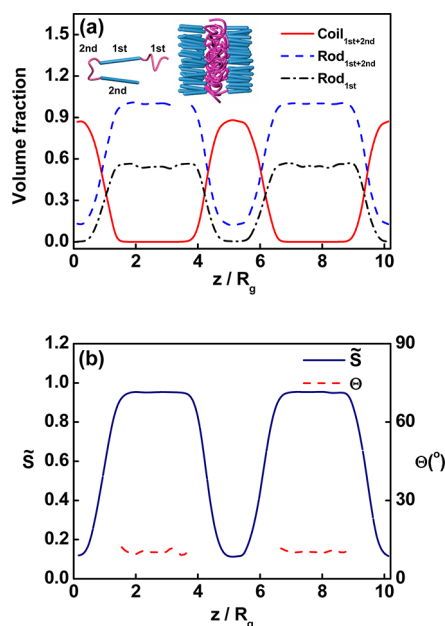 (a)
2nd 1st 1st
2nd
Coil1st+2nd
Rod1st+2nd
Rod1st
Volume fraction
1.5
1.2
0.9
0.6
0.3
0.0
0 2 4 6 8 10
z / Rg
(b)
S̃
Θ
S̃
1.2
1.0
0.8
0.6
0.4
0.2
0.0
90
60
30
0
Θ(°)
0 2 4 6 8 10
z / Rg